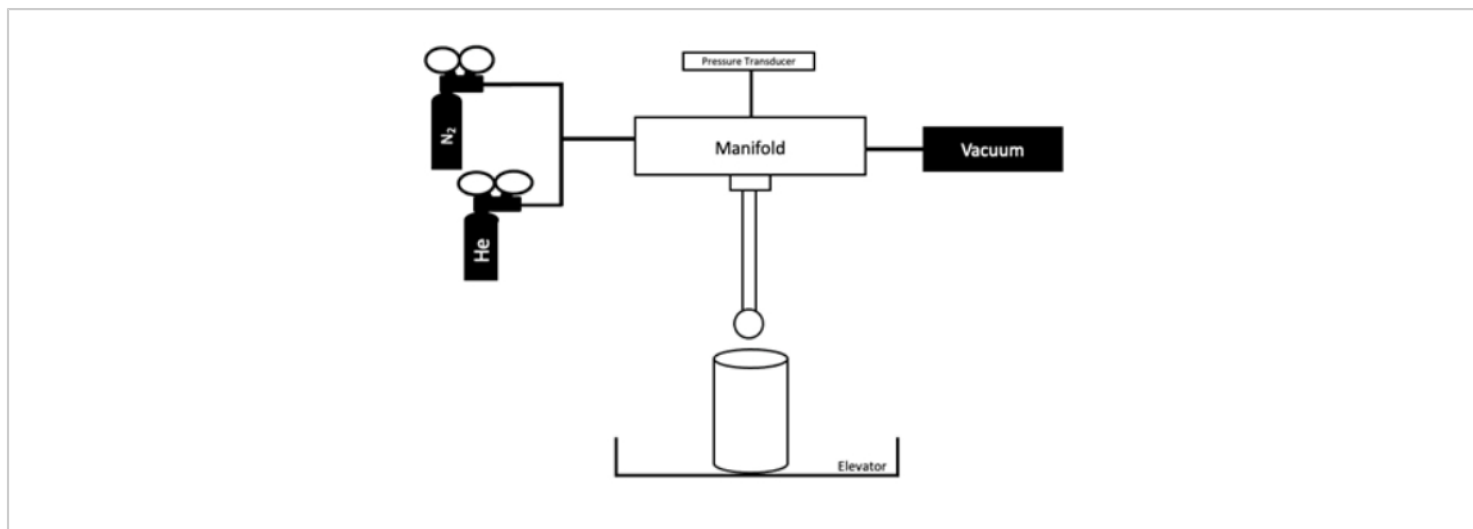 Pressure Transducer
N₂
Manifold
Vacuum
He
Elevator